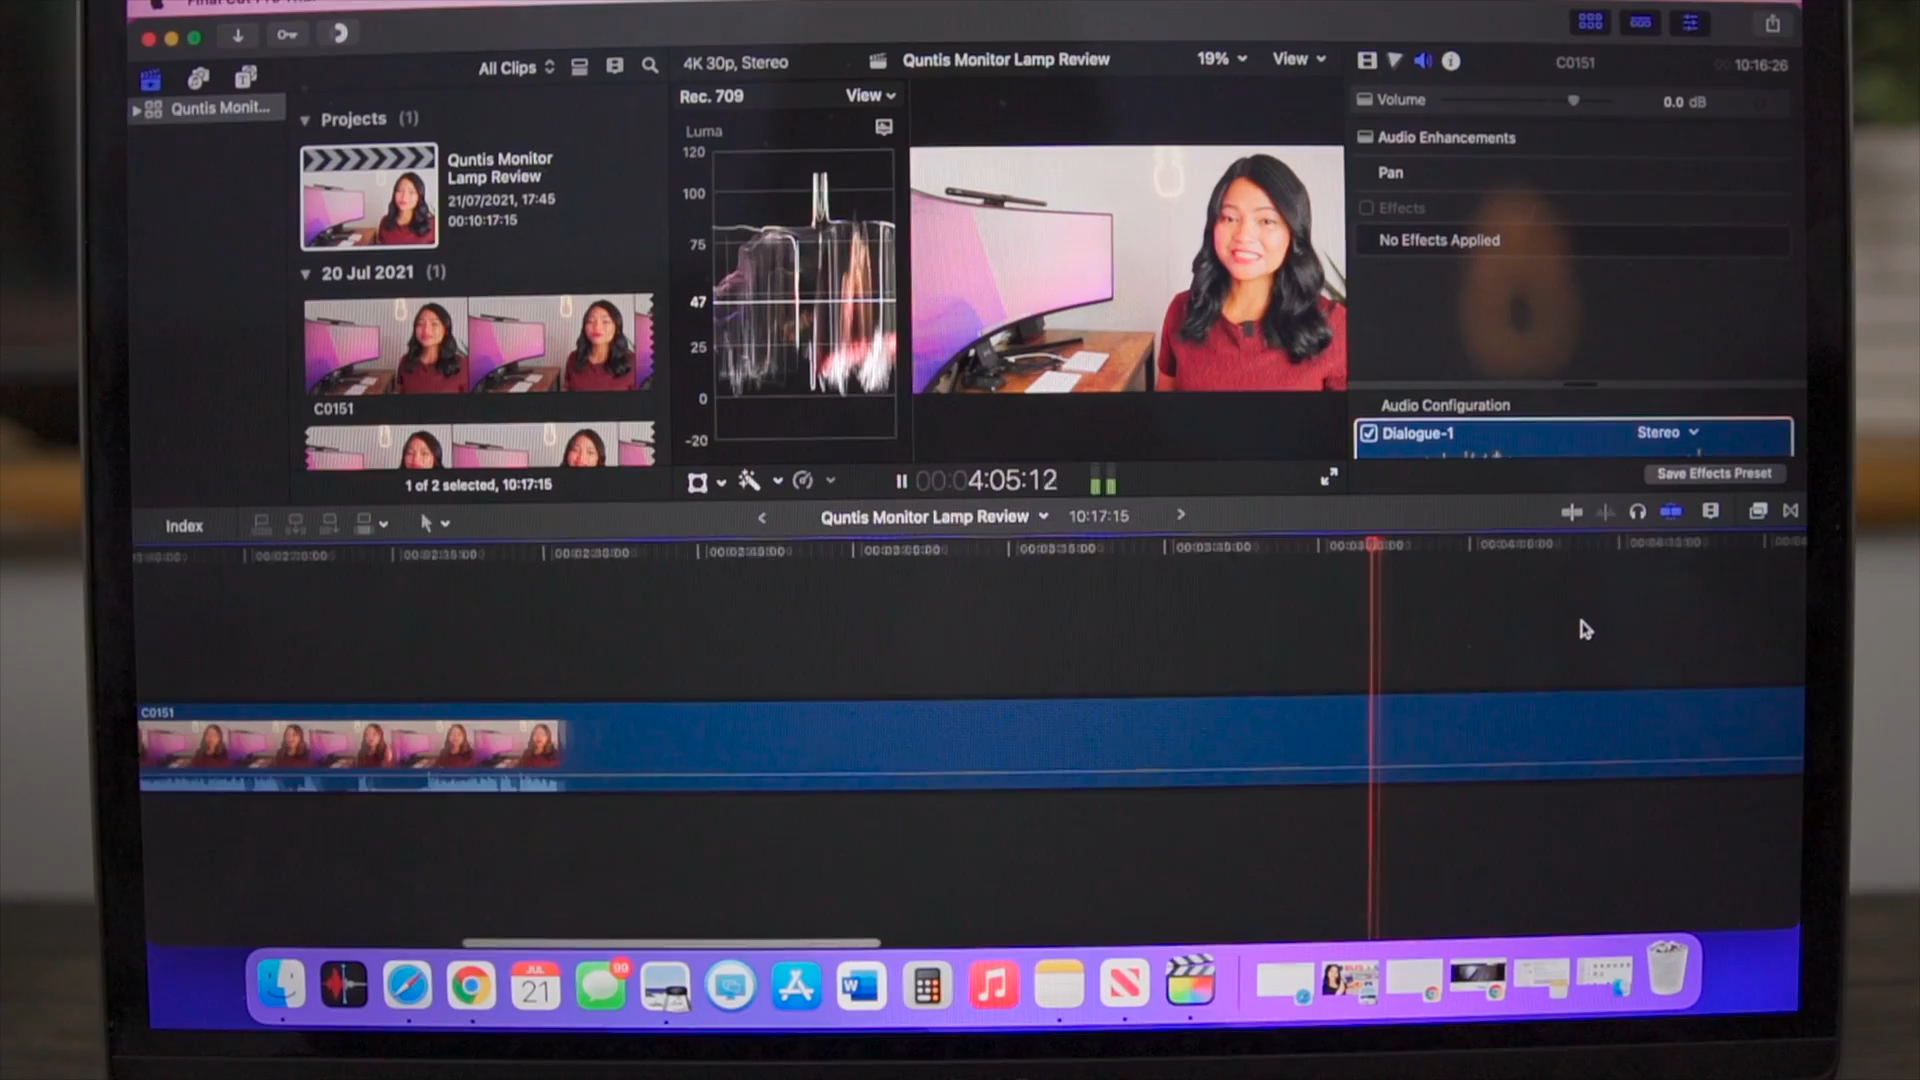 All Clips
4K 30p, Stereo
Quntis Monitor Lamp Review
19%
View
C0151
10:16:26
Quntis Monit...
Projects (1)
Quntis Monitor
Lamp Review
21/07/2021, 17:45
00:10:17:15
20 Jul 2021 (1)
C0151
1 of 2 selected, 10:17:15
Rec. 709
View
Luma
120
100
75
47
25
0
-20
00:04:05:12
Volume
0.0 dB
Audio Enhancements
Pan
Effects
No Effects Applied
Audio Configuration
Dialogue-1
Stereo
Save Effects Preset
Index
Quntis Monitor Lamp Review
10:17:15
C0151
JUL
21
99
W